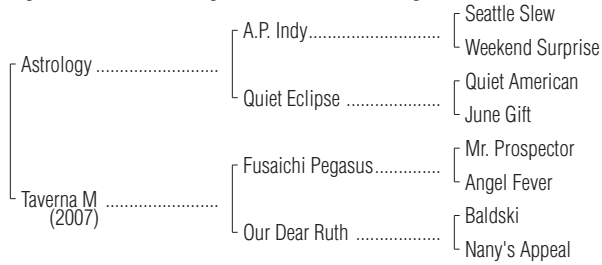 Seattle Slew
A.P. Indy....................
Weekend Surprise
Astrology ........................
Quiet American
Quiet Eclipse ..................
June Gift
Mr. Prospector
Fusaichi Pegasus.............
Angel Fever
Taverna M ......................
(2007)
Baldski
Our Dear Ruth ................
Nany's Appeal